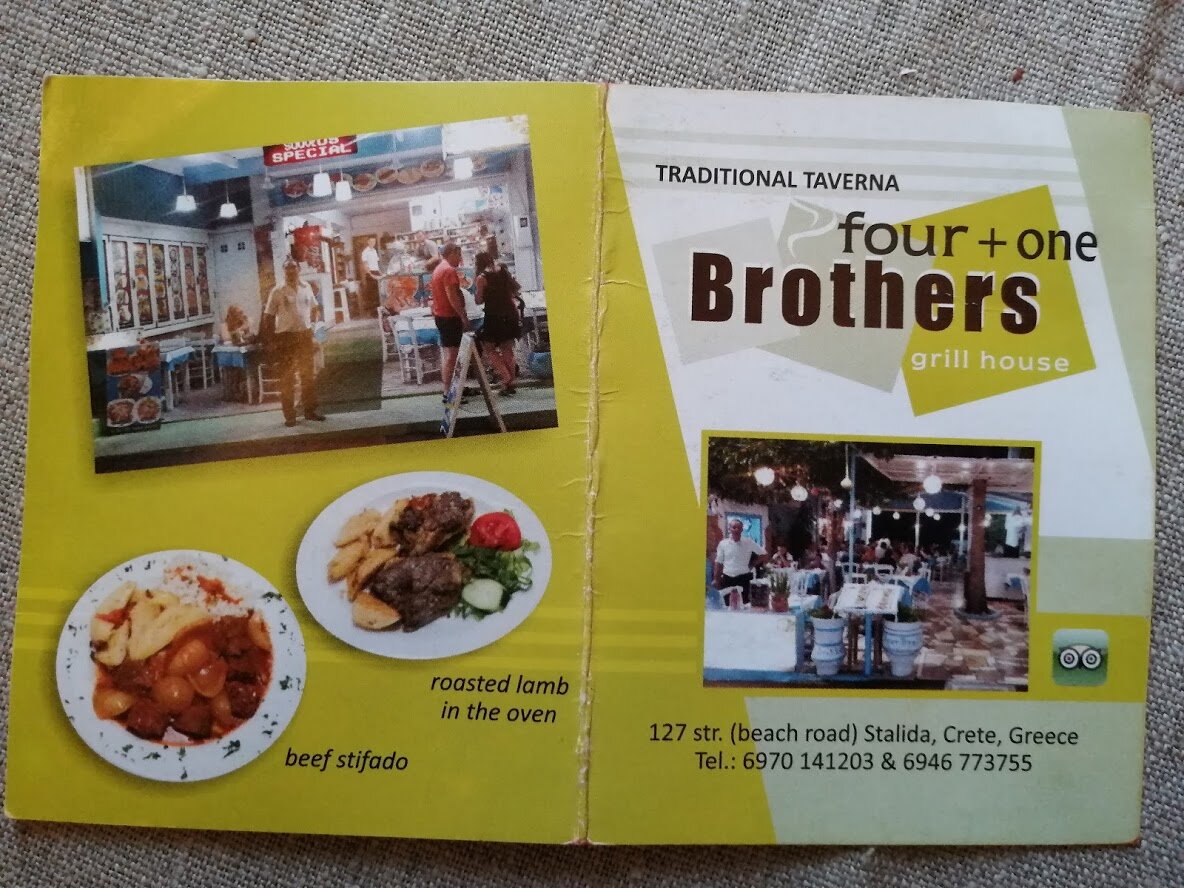 SPECIAL
roasted lamb
in the oven
beef stifado
TRADITIONAL TAVERNA
four + one
Brothers
grill house
127 str. (beach road) Stalida, Crete, Greece
Tel.: 6970 141203 & 6946 773755